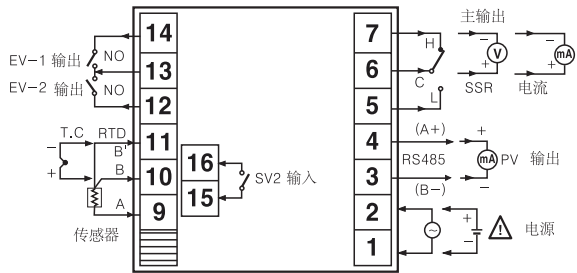 主输出
14
7
EV-1 输出
NO
H
−
V
+
−
mA
+
13
6
C
EV-2 输出
NO
SSR
电流
12
5
L
T.C
RTD
11
4
(A+)
+
−
B'
16
RS485
mA
PV 输出
+
B
10
SV2 输入
3
(B−)
−
A
9
15
2
+
传感器
~
!
电源
1
−